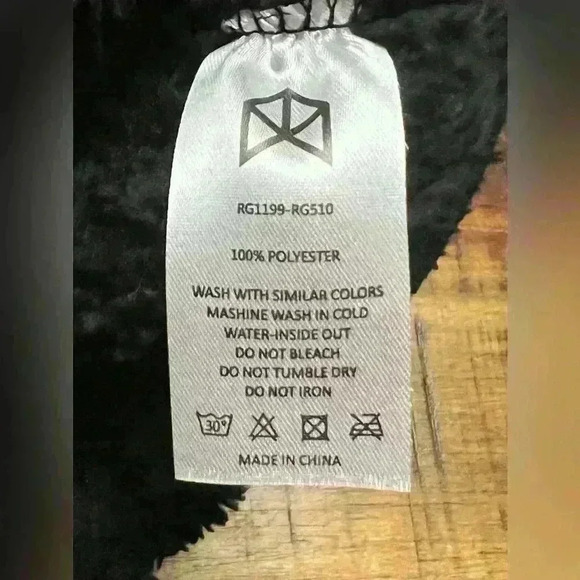 RG1199-RG510
100% POLYESTER
WASH WITH SIMILAR COLORS
MASHINE WASH IN COLD
WATER-INSIDE OUT
DO NOT BLEACH
DO NOT TUMBLE DRY
DO NOT IRON
30°
MADE IN CHINA